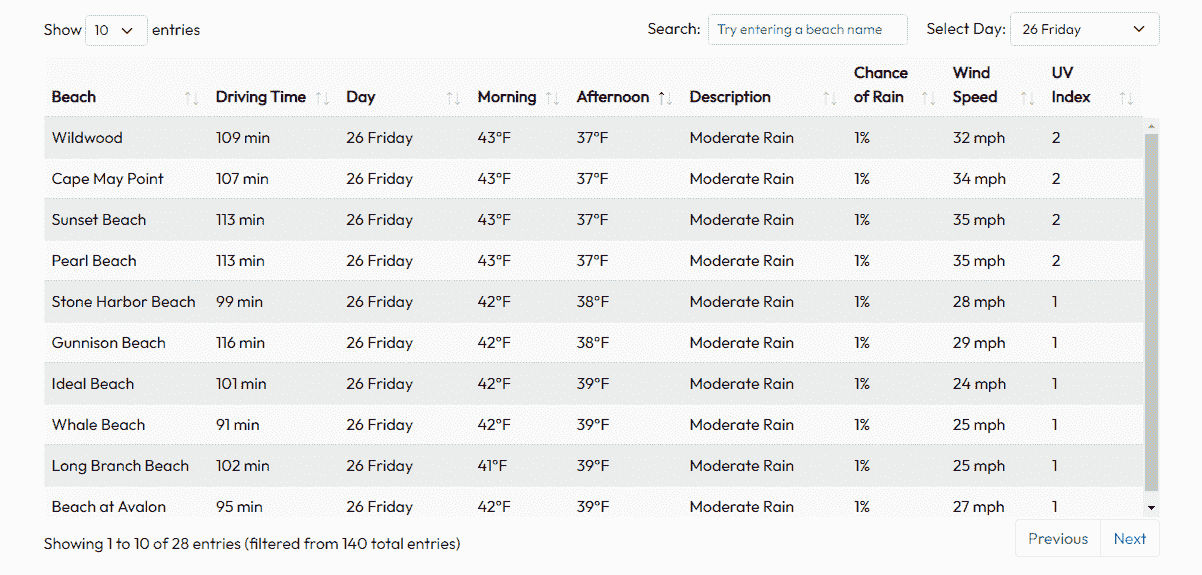 Show 10 entries Search: Try entering a beach name Select Day: 26 Friday
Beach Driving Time Day Morning Afternoon Description Chance of Rain Wind Speed UV Index
Wildwood 109 min 26 Friday 43°F 37°F Moderate Rain 1% 32 mph 2
Cape May Point 107 min 26 Friday 43°F 37°F Moderate Rain 1% 34 mph 2
Sunset Beach 113 min 26 Friday 43°F 37°F Moderate Rain 1% 35 mph 2
Pearl Beach 113 min 26 Friday 43°F 37°F Moderate Rain 1% 35 mph 2
Stone Harbor Beach 99 min 26 Friday 42°F 38°F Moderate Rain 1% 28 mph 1
Gunnison Beach 116 min 26 Friday 42°F 38°F Moderate Rain 1% 29 mph 1
Ideal Beach 101 min 26 Friday 42°F 39°F Moderate Rain 1% 24 mph 1
Whale Beach 91 min 26 Friday 42°F 39°F Moderate Rain 1% 25 mph 1
Long Branch Beach 102 min 26 Friday 41°F 39°F Moderate Rain 1% 25 mph 1
Beach at Avalon 95 min 26 Friday 42°F 39°F Moderate Rain 1% 27 mph 1
Showing 1 to 10 of 28 entries (filtered from 140 total entries) Previous Next